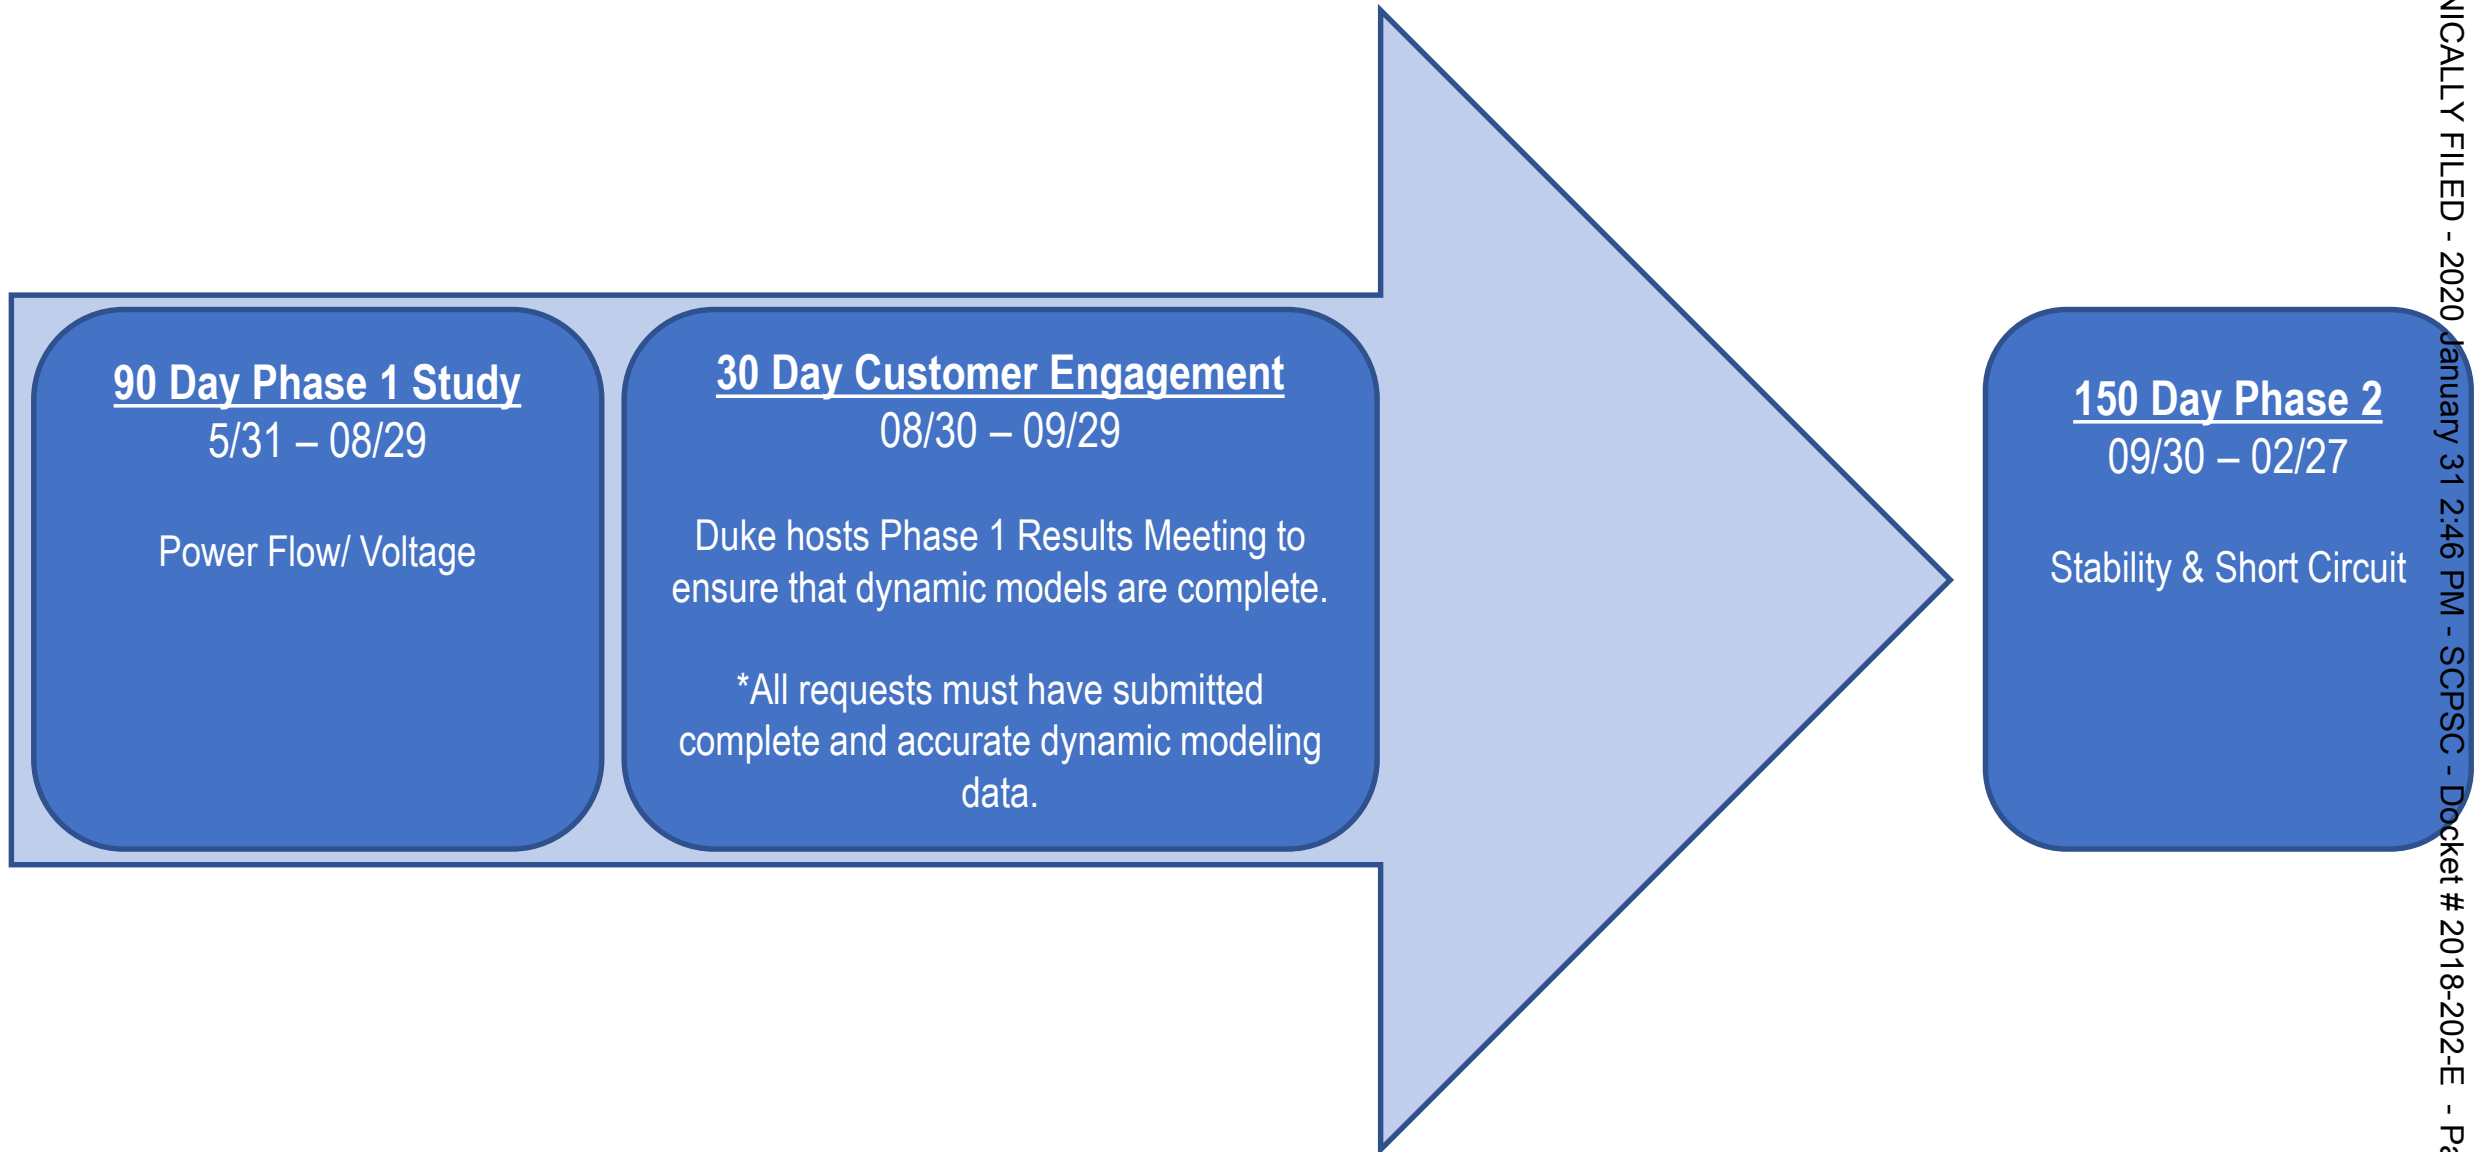 90 Day Phase 1 Study
5/31 – 08/29
Power Flow/ Voltage
30 Day Customer Engagement
08/30 – 09/29
Duke hosts Phase 1 Results Meeting to
ensure that dynamic models are complete.
*All requests must have submitted
complete and accurate dynamic modeling
data.
150 Day Phase 2
09/30 – 02/27
Stability & Short Circuit
FILED - 2020 January 31 2:46 PM - SCPSC - Docket # 2018-202-E -